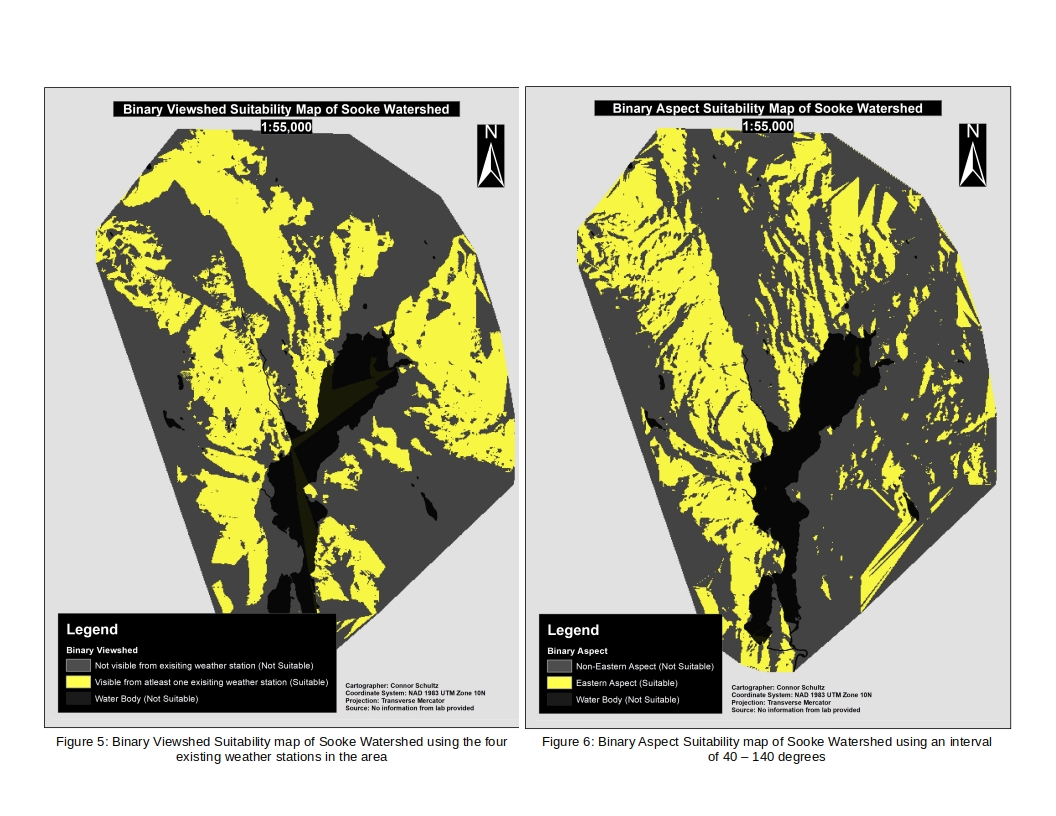 Binary Viewshed Suitability Map of Sooke Watershed
1:55,000
N
Legend
Binary Viewshed
Not visible from exisiting weather station (Not Suitable)
Visible from atleast one exisiting weather station (Suitable)
Water Body (Not Suitable)
Cartographer: Connor Schultz
Coordinate System: NAD 1983 UTM Zone 10N
Projection: Transverse Mercator
Source: No information from lab provided
Figure 5: Binary Viewshed Suitability map of Sooke Watershed using the four
existing weather stations in the area
Binary Aspect Suitability Map of Sooke Watershed
1:55,000
N
Legend
Binary Aspect
Non-Eastern Aspect (Not Suitable)
Eastern Aspect (Suitable)
Water Body (Not Suitable)
Cartographer: Connor Schultz
Coordinate System: NAD 1983 UTM Zone 10N
Projection: Transverse Mercator
Source: No information from lab provided
Figure 6: Binary Aspect Suitability map of Sooke Watershed using an interval
of 40 – 140 degrees